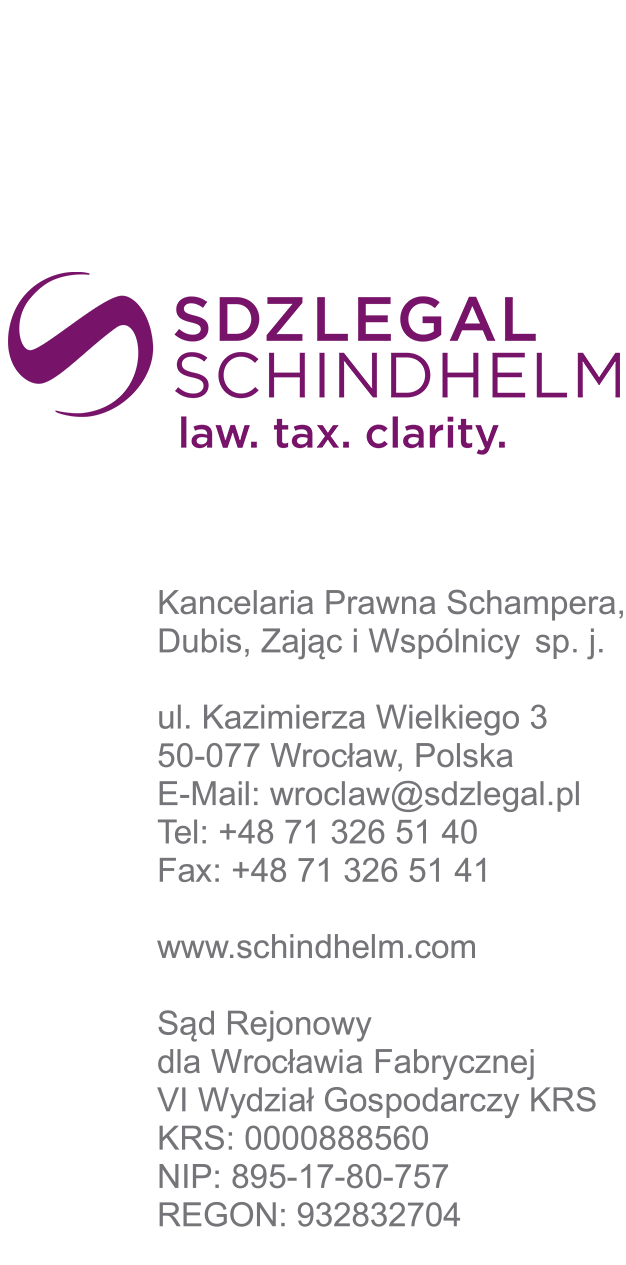 SDZLEGAL
SCHINDHELM
law. tax. clarity.
Kancelaria Prawna Schampera,
Dubis, Zając i Wspólnicy sp. j.
ul. Kazimierza Wielkiego 3
50-077 Wrocław, Polska
E-Mail: wroclaw@sdzlegal.pl
Tel: +48 71 326 51 40
Fax: +48 71 326 51 41
www.schindhelm.com
Sąd Rejonowy
dla Wrocławia Fabrycznej
VI Wydział Gospodarczy KRS
KRS: 0000888560
NIP: 895-17-80-757
REGON: 932832704